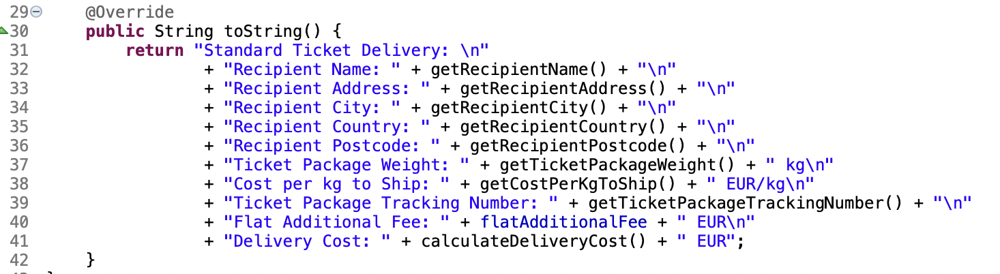 29 @Override
30 public String toString() {
31 return "Standard Ticket Delivery: \n"
32 + "Recipient Name: " + getRecipientName() + "\n"
33 + "Recipient Address: " + getRecipientAddress() + "\n"
34 + "Recipient City: " + getRecipientCity() + "\n"
35 + "Recipient Country: " + getRecipientCountry() + "\n"
36 + "Recipient Postcode: " + getRecipientPostcode() + "\n"
37 + "Ticket Package Weight: " + getTicketPackageWeight() + " kg\n"
38 + "Cost per kg to Ship: " + getCostPerKgToShip() + " EUR/kg\n"
39 + "Ticket Package Tracking Number: " + getTicketPackageTrackingNumber() + "\n"
40 + "Flat Additional Fee: " + flatAdditionalFee + " EUR\n"
41 + "Delivery Cost: " + calculateDeliveryCost() + " EUR";
42 }